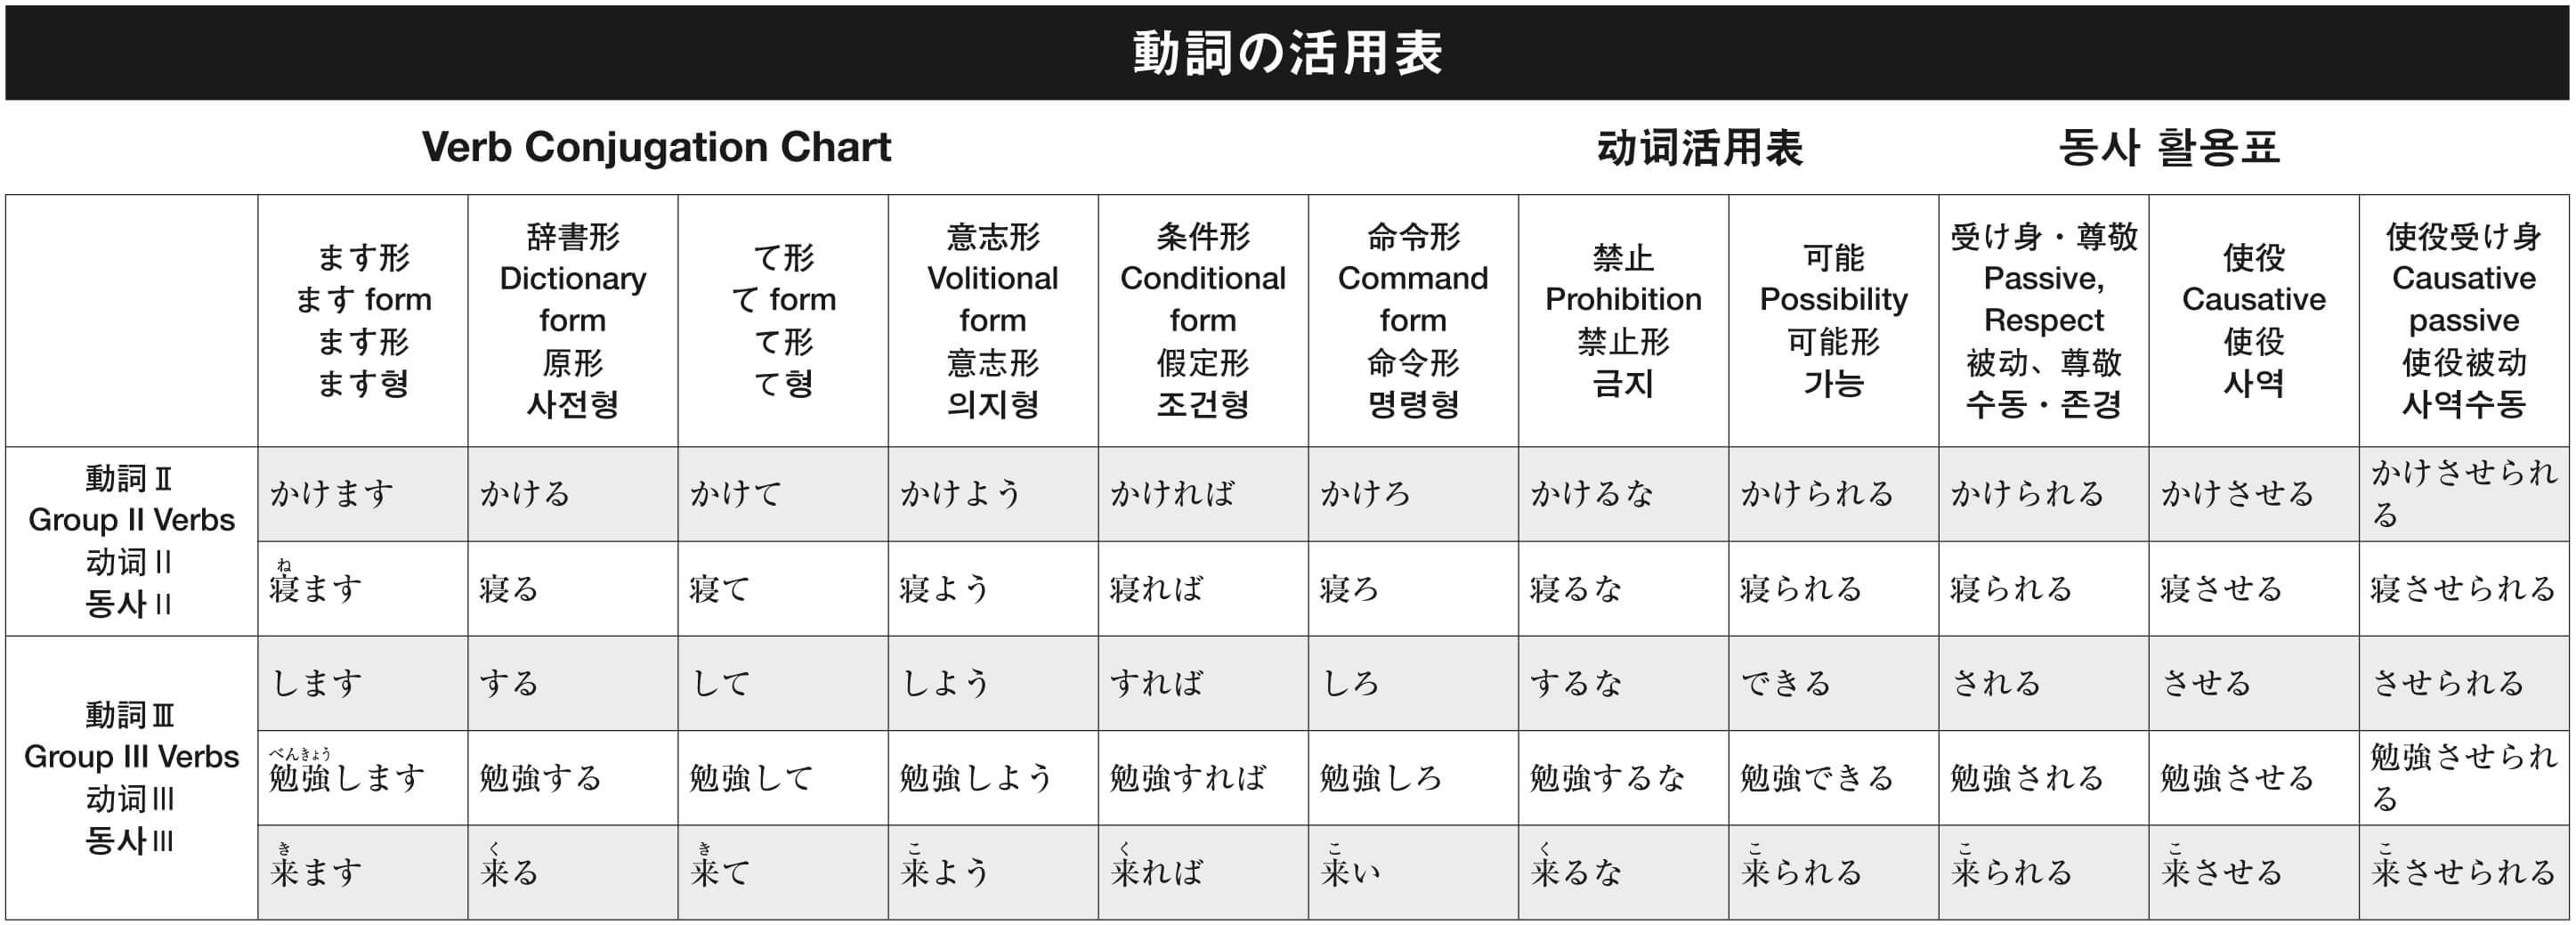 動詞の活用表
Verb Conjugation Chart 动词活用表 동사 활용표
ます形
ます form
ます形
ます형
辞書形
Dictionary
form
原形
사전형
て形
て form
て形
て형
意志形
Volitional
form
意志形
의지형
条件形
Conditional
form
假定形
조건형
命令形
Command
form
命令形
명령형
禁止
Prohibition
禁止形
금지
可能
Possibility
可能形
가능
受け身・尊敬
Passive,
Respect
被动、尊敬
수동・존경
使役
Causative
使役
사역
使役受け身
Causative
passive
使役被动
사역수동
動詞Ⅱ
Group II Verbs
动词Ⅱ
동사Ⅱ
かけます
かける
かけて
かけよう
かければ
かけろ
かけるな
かけられる
かけられる
かけさせる
かけさせられ
る
ね
寝ます
寝る
寝て
寝よう
寝れば
寝ろ
寝るな
寝られる
寝られる
寝させる
寝させられる
動詞Ⅲ
Group III Verbs
动词Ⅲ
동사Ⅲ
します
する
して
しよう
すれば
しろ
するな
できる
される
させる
させられる
べんきょう
勉強します
勉強する
勉強して
勉強しよう
勉強すれば
勉強しろ
勉強するな
勉強できる
勉強される
勉強させる
勉強させられ
る
き
来ます
く
来る
き
来て
こ
来よう
く
来れば
こ
来い
く
来るな
こ
来られる
こ
来られる
こ
来させる
こ
来させられる